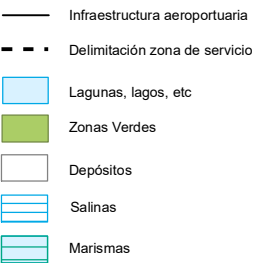 Infraestructura aeroportuaria
Delimitación zona de servicio
Lagunas, lagos, etc
Zonas Verdes
Depósitos
Salinas
Marismas